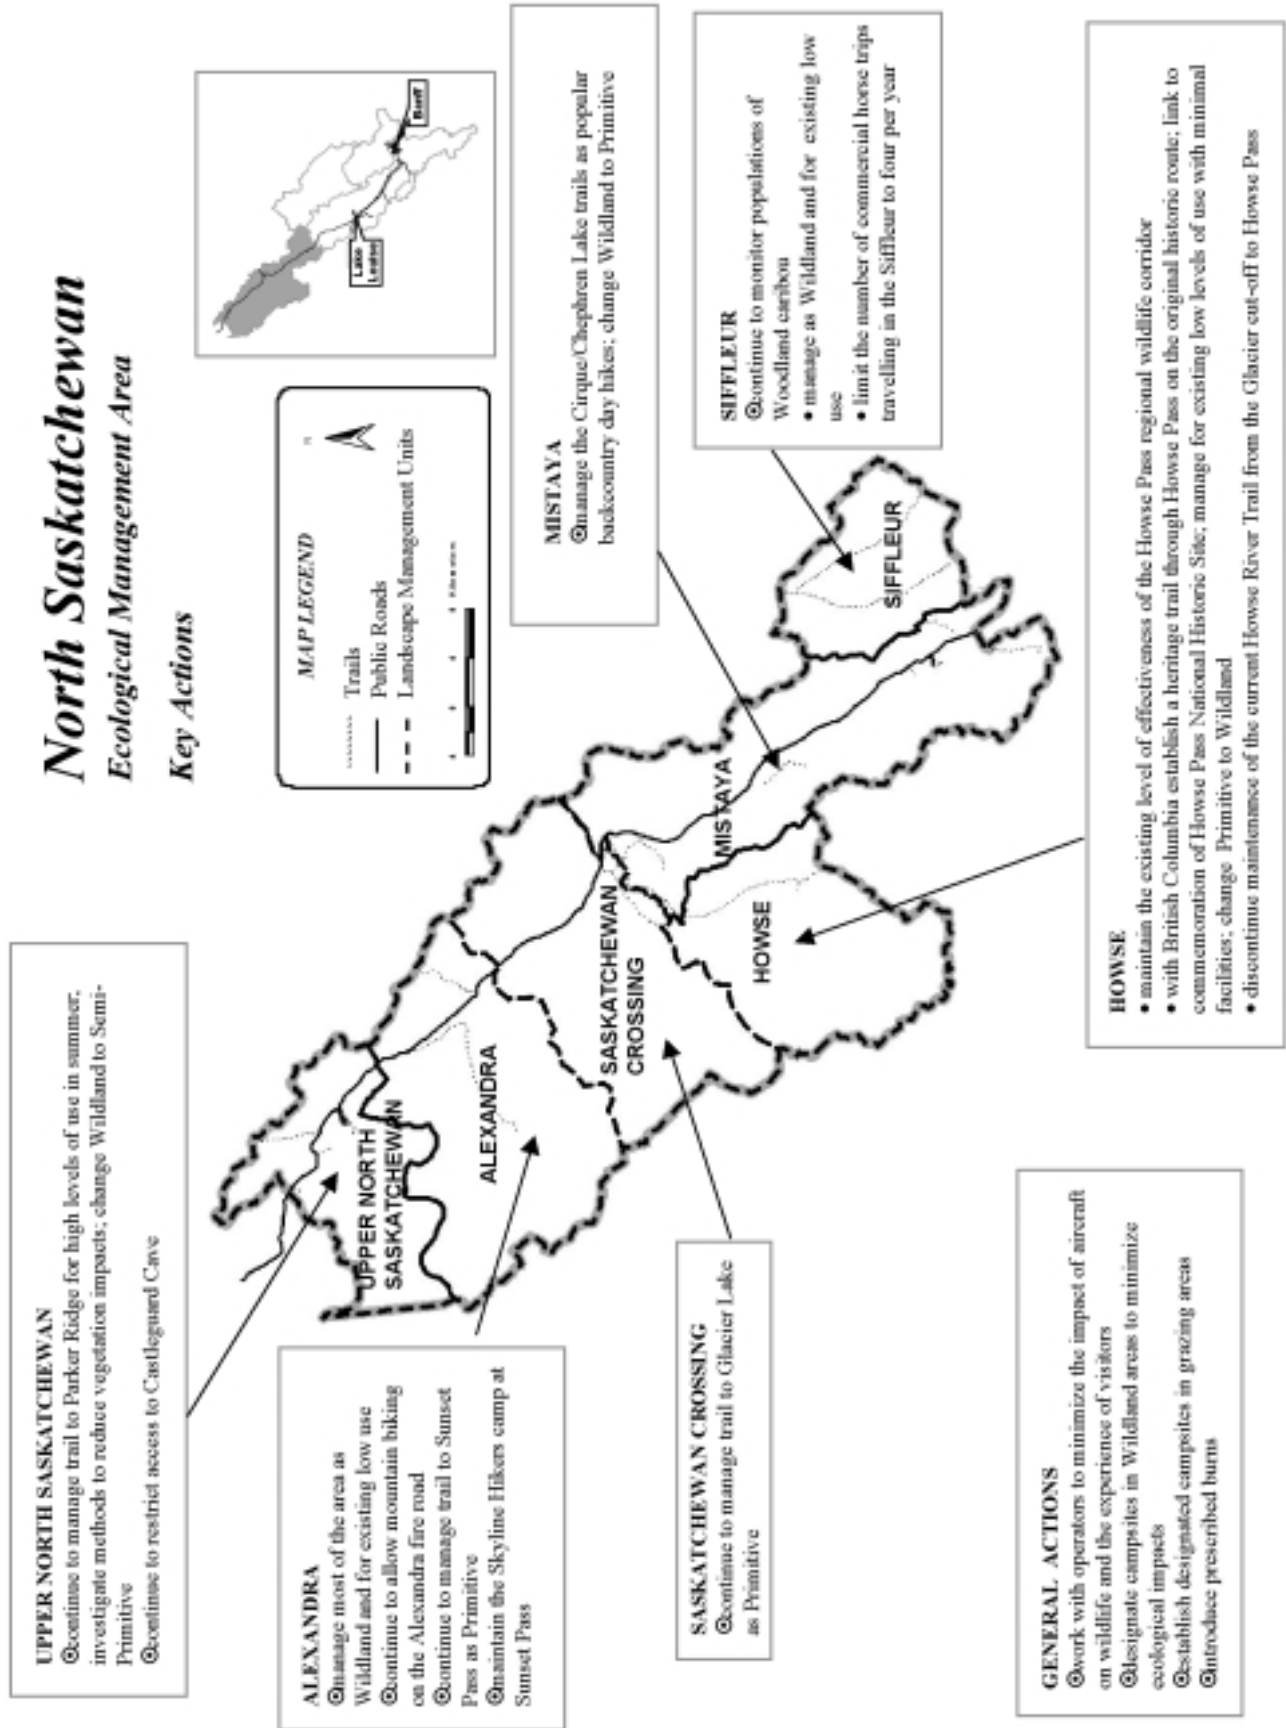 North Saskatchewan
Ecological Management Area
Key Actions
UPPER NORTH SASKATCHEWAN
continue to manage trail to Parker Ridge for high levels of use in summer;
investigate methods to reduce vegetation impacts; change Wildland to Semi-
Primitive
continue to restrict access to Castleguard Cave
MAP LEGEND
N
Trails
Public Roads
Landscape Management Units
Lake
Louise
Banff
ALEXANDRA
manage most of the area as
Wildland and for existing low use
continue to allow mountain biking
on the Alexandra fire road
continue to manage trail to Sunset
Pass as Primitive
maintain the Skyline Hikers camp at
Sunset Pass
UPPER NORTH
SASKATCHEWAN
ALEXANDRA
SASKATCHEWAN
CROSSING
HOWSE
MISTAYA
SIFFLEUR
MISTAYA
manage the Cirque/Chephren Lake trails as popular
backcountry day hikes; change Wildland to Primitive
SIFFLEUR
continue to monitor populations of
Woodland caribou
• manage as Wildland and for existing low
use
• limit the number of commercial horse trips
travelling in the Siffleur to four per year
SASKATCHEWAN CROSSING
continue to manage trail to Glacier Lake
as Primitive
GENERAL ACTIONS
work with operators to minimize the impact of aircraft
on wildlife and the experience of visitors
designate campsites in Wildland areas to minimize
ecological impacts
establish designated campsites in grazing areas
introduce prescribed burns
HOWSE
• maintain the existing level of effectiveness of the Howse Pass regional wildlife corridor
• with British Columbia establish a heritage trail through Howse Pass on the original historic route; link to
commemoration of Howse Pass National Historic Site; manage for existing low levels of use with minimal
facilities; change Primitive to Wildland
• discontinue maintenance of the current Howse River Trail from the Glacier cut-off to Howse Pass